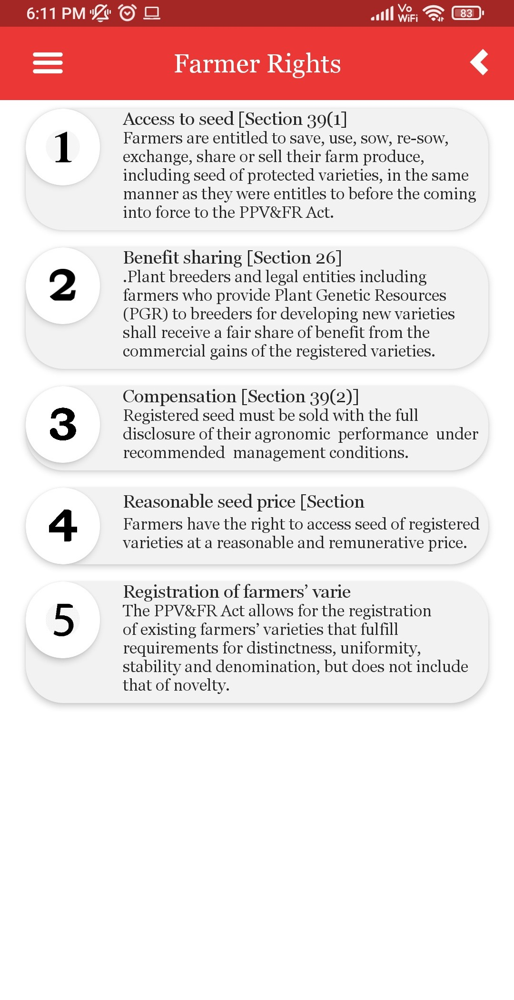 6:11 PM
Vo
WiFi
83
Farmer Rights
1
Access to seed [Section 39(1]
Farmers are entitled to save, use, sow, re-sow,
exchange, share or sell their farm produce,
including seed of protected varieties, in the same
manner as they were entitles to before the coming
into force to the PPV&FR Act.
2
Benefit sharing [Section 26]
.Plant breeders and legal entities including
farmers who provide Plant Genetic Resources
(PGR) to breeders for developing new varieties
shall receive a fair share of benefit from the
commercial gains of the registered varieties.
3
Compensation [Section 39(2)]
Registered seed must be sold with the full
disclosure of their agronomic  performance  under
recommended  management conditions.
4
Reasonable seed price [Section
Farmers have the right to access seed of registered
varieties at a reasonable and remunerative price.
5
Registration of farmers’ varie
The PPV&FR Act allows for the registration
of existing farmers’ varieties that fulfill
requirements for distinctness, uniformity,
stability and denomination, but does not include
that of novelty.